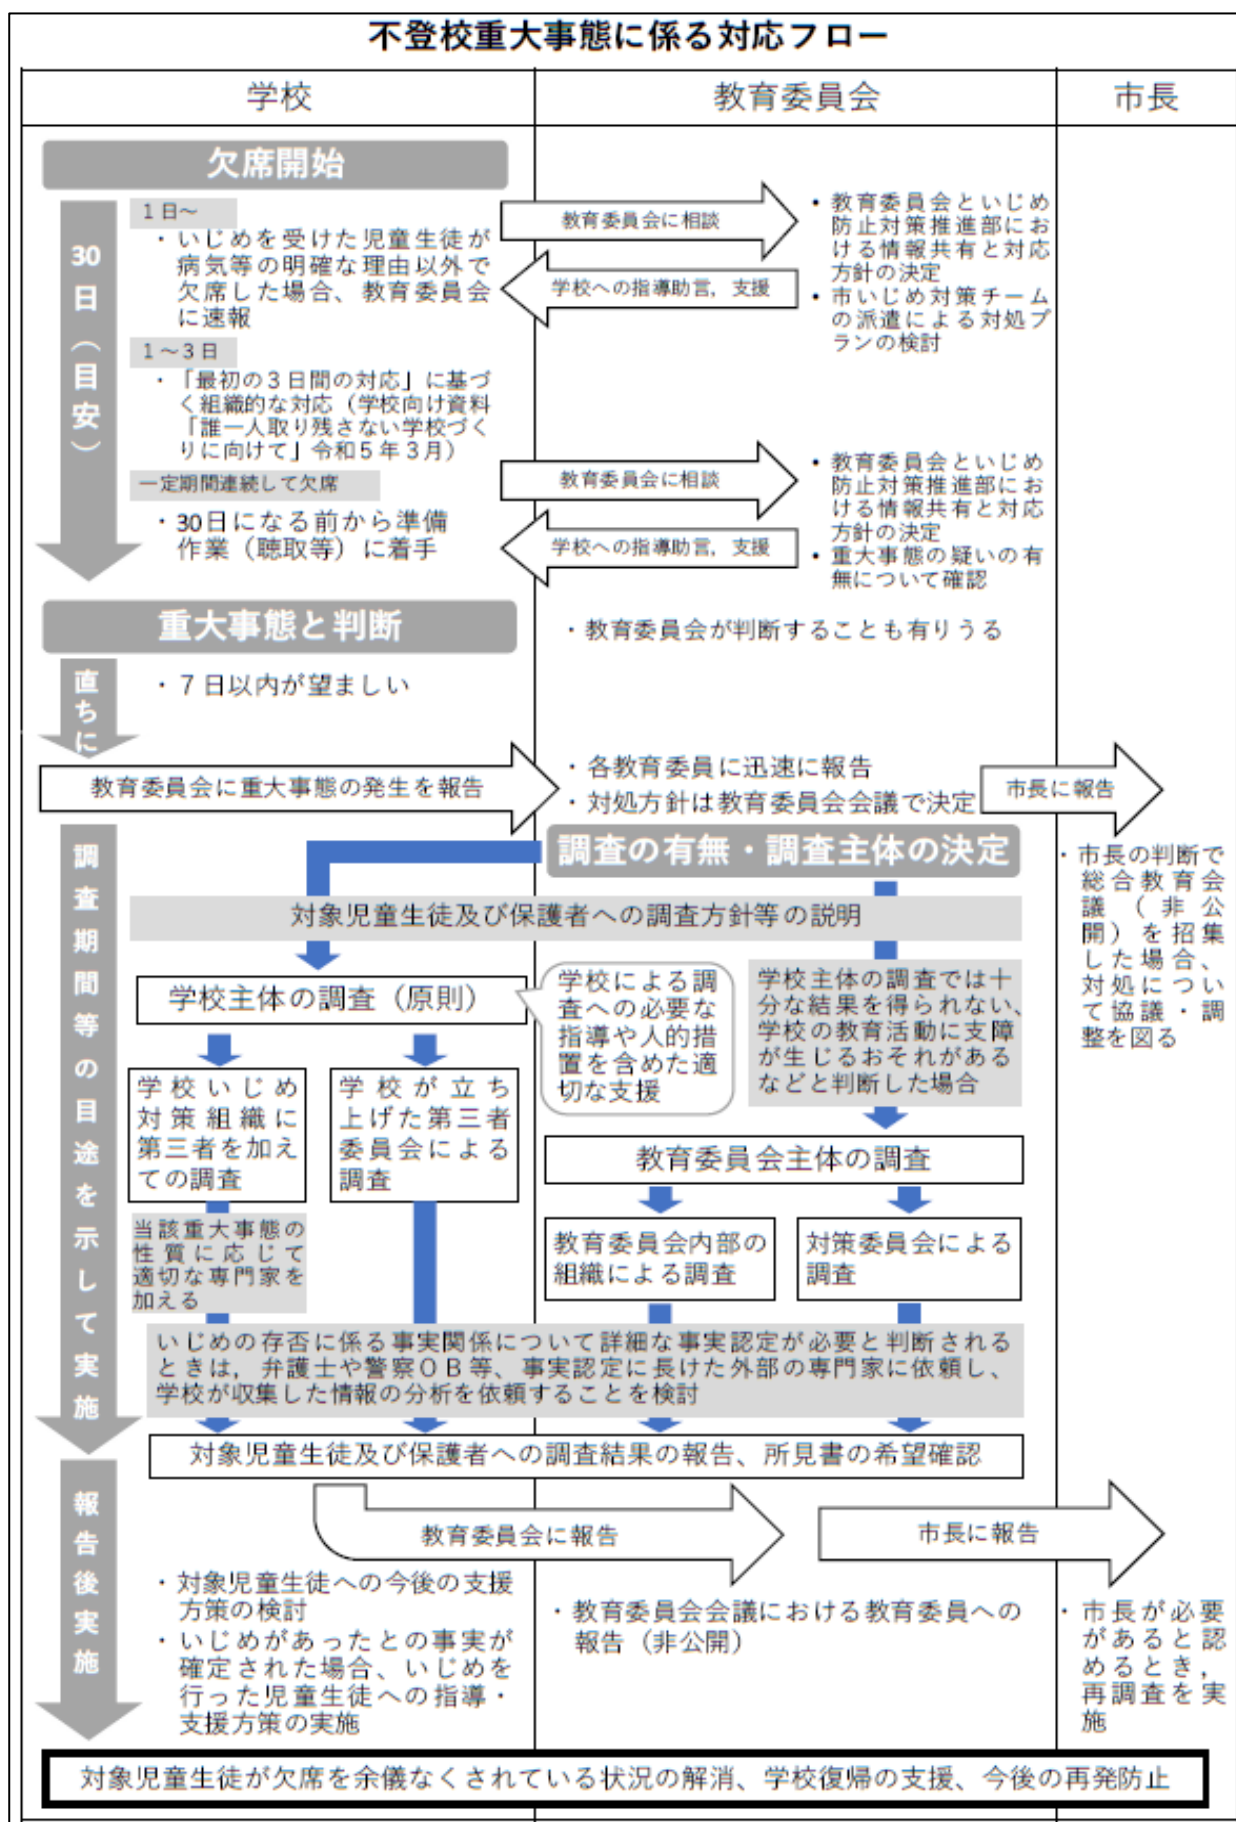 不登校重大事態に係る対応フロー
学校
教育委員会
市長
欠席開始
30日（目安）
1日～
・いじめを受けた児童生徒が
病気等の明確な理由以外で
欠席した場合、教育委員会
に速報
教育委員会に相談
学校への指導助言，支援
• 教育委員会といじめ
防止対策推進部にお
ける情報共有と対応
方針の決定
• 市いじめ対策チーム
の派遣による対処プ
ランの検討
1～3日
・「最初の3日間の対応」に基づ
く組織的な対応（学校向け資料
「誰一人取り残さない学校づく
りに向けて」令和5年3月）
一定期間連続して欠席
・30日になる前から準備
作業（聴取等）に着手
教育委員会に相談
学校への指導助言，支援
• 教育委員会といじめ
防止対策推進部にお
ける情報共有と対応
方針の決定
• 重大事態の疑いの有
無について確認
重大事態と判断
・教育委員会が判断することも有りうる
直ちに
・7日以内が望ましい
教育委員会に重大事態の発生を報告
・各教育委員に迅速に報告
・対処方針は教育委員会会議で決定
市長に報告
調査期間等の目途を示して実施
調査の有無・調査主体の決定
・市長の判断で
総合教育会
議（非公
開）を招集
した場合、
対処につい
て協議・調
整を図る
対象児童生徒及び保護者への調査方針等の説明
学校主体の調査（原則）
学校による調
査への必要な
指導や人的措
置を含めた適
切な支援
学校主体の調査では十
分な結果を得られない、
学校の教育活動に支障
が生じるおそれがある
などと判断した場合
学校いじめ
対策組織に
第三者を加え
ての調査
学校が立ち
上げた第三者
委員会による
調査
教育委員会主体の調査
当該重大事態の
性質に応じて
適切な専門家を
加える
教育委員会内部の
組織による調査
対策委員会による
調査
いじめの存否に係る事実関係について詳細な事実認定が必要と判断される
ときは，弁護士や警察ＯＢ等、事実認定に長けた外部の専門家に依頼し、
学校が収集した情報の分析を依頼することを検討
対象児童生徒及び保護者への調査結果の報告、所見書の希望確認
報告後実施
教育委員会に報告
市長に報告
・対象児童生徒への今後の支援
方策の検討
・いじめがあったとの事実が
確定された場合、いじめを
行った児童生徒への指導・
支援方策の実施
・教育委員会会議における教育委員への
報告（非公開）
・市長が必要
があると認
めるとき，
再調査を実
施
対象児童生徒が欠席を余儀なくされている状況の解消、学校復帰の支援、今後の再発防止